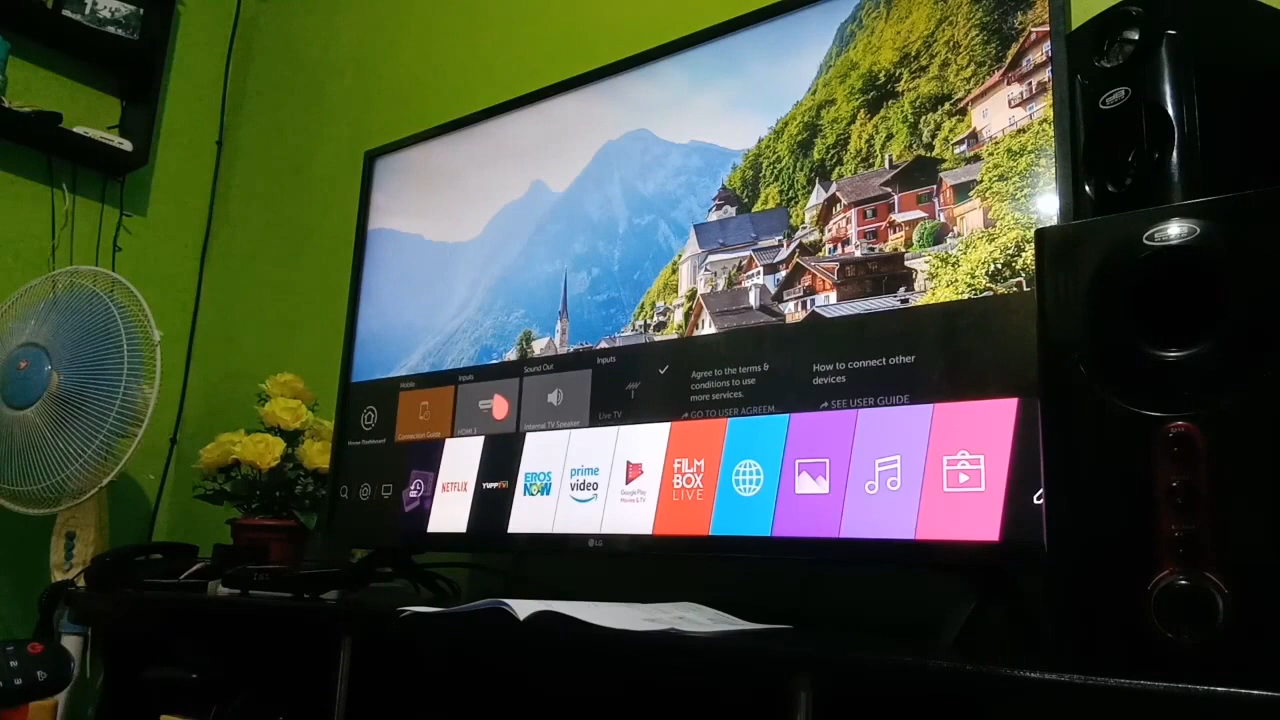 Mobile
Inputs
Sound Out
Inputs
Home Dashboard
Connection Guide
HDMI 3
Internal TV Speaker
Live TV
Agree to the terms &
conditions to use
more services.
GO TO USER AGREEM...
How to connect other
devices
SEE USER GUIDE
NETFLIX
YUPPTV
EROS
NOW
prime
video
Google Play
Movies & TV
FILM
BOX
LIVE
LG